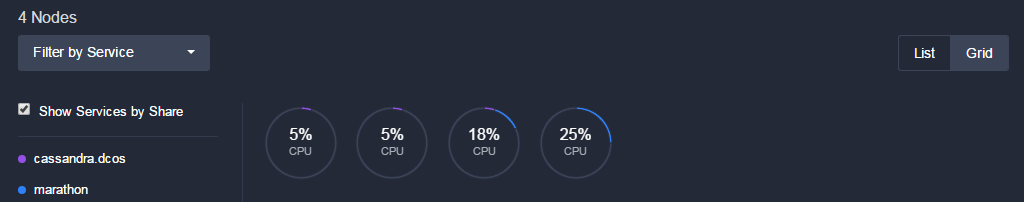 4 Nodes
Filter by Service
List Grid
Show Services by Share
cassandra.dcos
marathon
5% 5% 18% 25%
CPU CPU CPU CPU